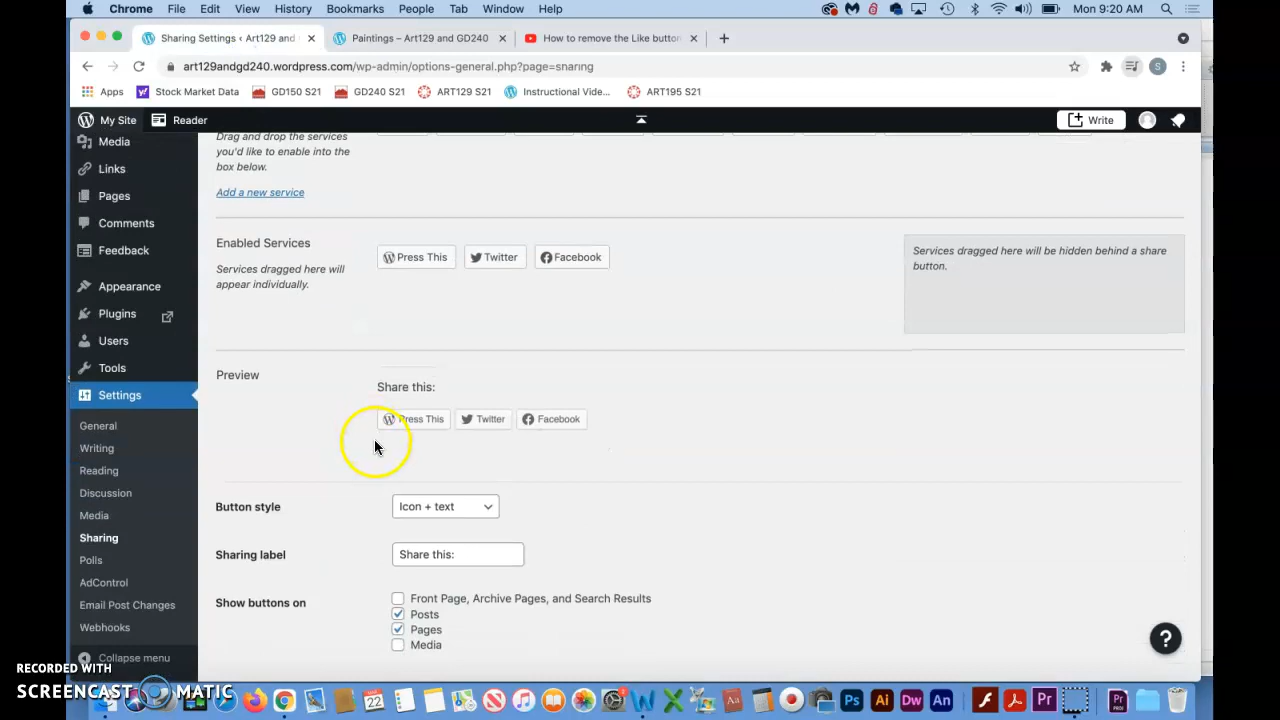 Chrome File Edit View History Bookmarks People Tab Window Help Mon 9:20 AM
Sharing Settings ‹ Art129 and Paintings – Art129 and GD240 How to remove the Like button
art129andgd240.wordpress.com/wp-admin/options-general.php?page=sharing
Apps Stock Market Data GD150 S21 GD240 S21 ART129 S21 Instructional Vide... ART195 S21
My Site Reader Write
Media
Links
Pages
Comments
Feedback
Appearance
Plugins
Users
Tools
Settings
General
Writing
Reading
Discussion
Media
Sharing
Polls
AdControl
Email Post Changes
Webhooks
Collapse menu
Drag and drop the services
you'd like to enable into the
box below.
Add a new service
Enabled Services
Services dragged here will
appear individually.
Press This Twitter Facebook
Services dragged here will be hidden behind a share
button.
Preview
Share this:
Press This Twitter Facebook
Button style Icon + text
Sharing label Share this:
Show buttons on
Front Page, Archive Pages, and Search Results
Posts
Pages
Media
?
RECORDED WITH
SCREENCAST MATIC
Ps Ai Dw An Pr